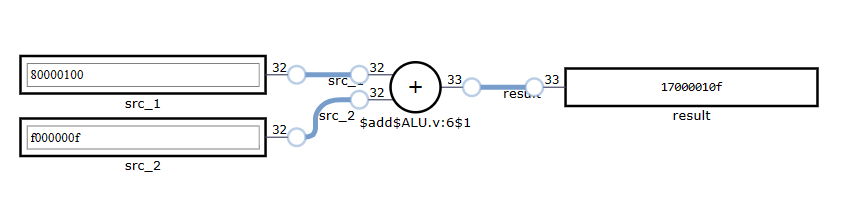 80000100
32
src_1
src_1
32
f000000f
32
src_2
src_2
32
+
$add$ALU.v:6$1
33
result
33
17000010f
result